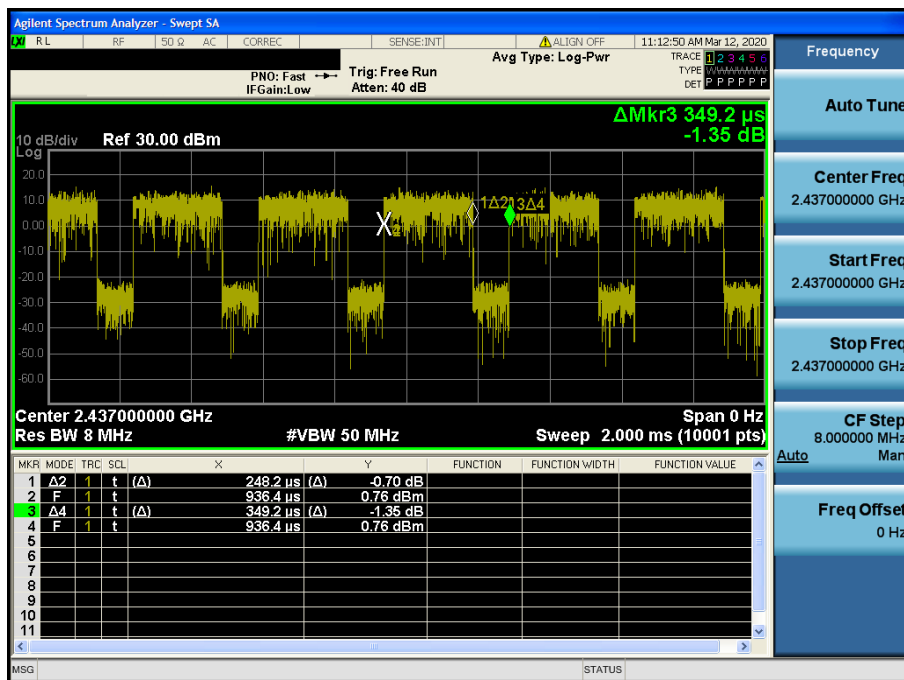 Agilent Spectrum Analyzer - Swept SA
LXI RL RF 50 Ω AC CORREC SENSE:INT ALIGN OFF 11:12:50 AM Mar 12, 2020
PNO: Fast
IFGain:Low
Trig: Free Run
Atten: 40 dB
Avg Type: Log-Pwr
TRACE 1 2 3 4 5 6
TYPE WWWWWW
DET P P P P P P
ΔMkr3 349.2 µs
-1.35 dB
10 dB/div Ref 30.00 dBm
Log
20.0
10.0
0.00
-10.0
-20.0
-30.0
-40.0
-50.0
-60.0
1Δ2 3Δ4
Center 2.437000000 GHz Span 0 Hz
Res BW 8 MHz #VBW 50 MHz Sweep 2.000 ms (10001 pts)
MKR MODE TRC SCL X Y FUNCTION FUNCTION WIDTH FUNCTION VALUE
1 Δ2 1 t (Δ) 248.2 µs (Δ) -0.70 dB
2 F 1 t 936.4 µs 0.76 dBm
3 Δ4 1 t (Δ) 349.2 µs (Δ) -1.35 dB
4 F 1 t 936.4 µs 0.76 dBm
5
6
7
8
9
10
11
MSG STATUS
Frequency
Auto Tune
Center Freq
2.437000000 GHz
Start Freq
2.437000000 GHz
Stop Freq
2.437000000 GHz
CF Step
8.000000 MHz
Auto Man
Freq Offset
0 Hz